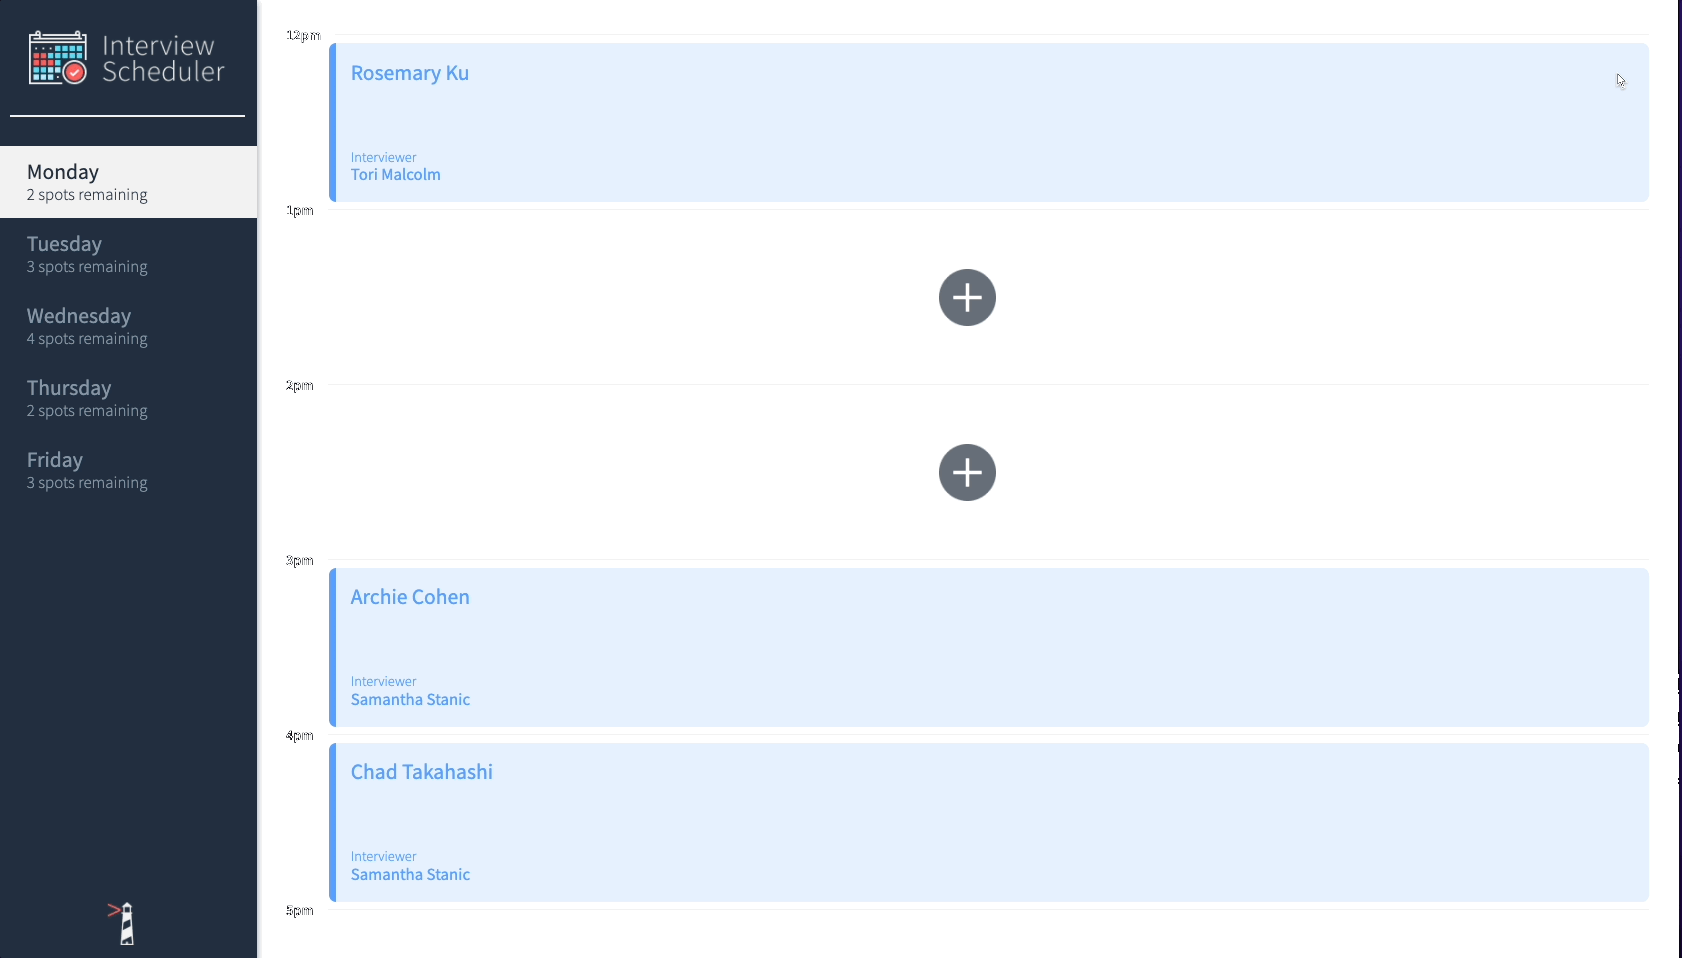 Interview
Scheduler
Monday
2 spots remaining
Tuesday
3 spots remaining
Wednesday
4 spots remaining
Thursday
2 spots remaining
Friday
3 spots remaining
12pm
Rosemary Ku
Interviewer
Tori Malcolm
1pm
2pm
3pm
Archie Cohen
Interviewer
Samantha Stanic
4pm
Chad Takahashi
Interviewer
Samantha Stanic
5pm